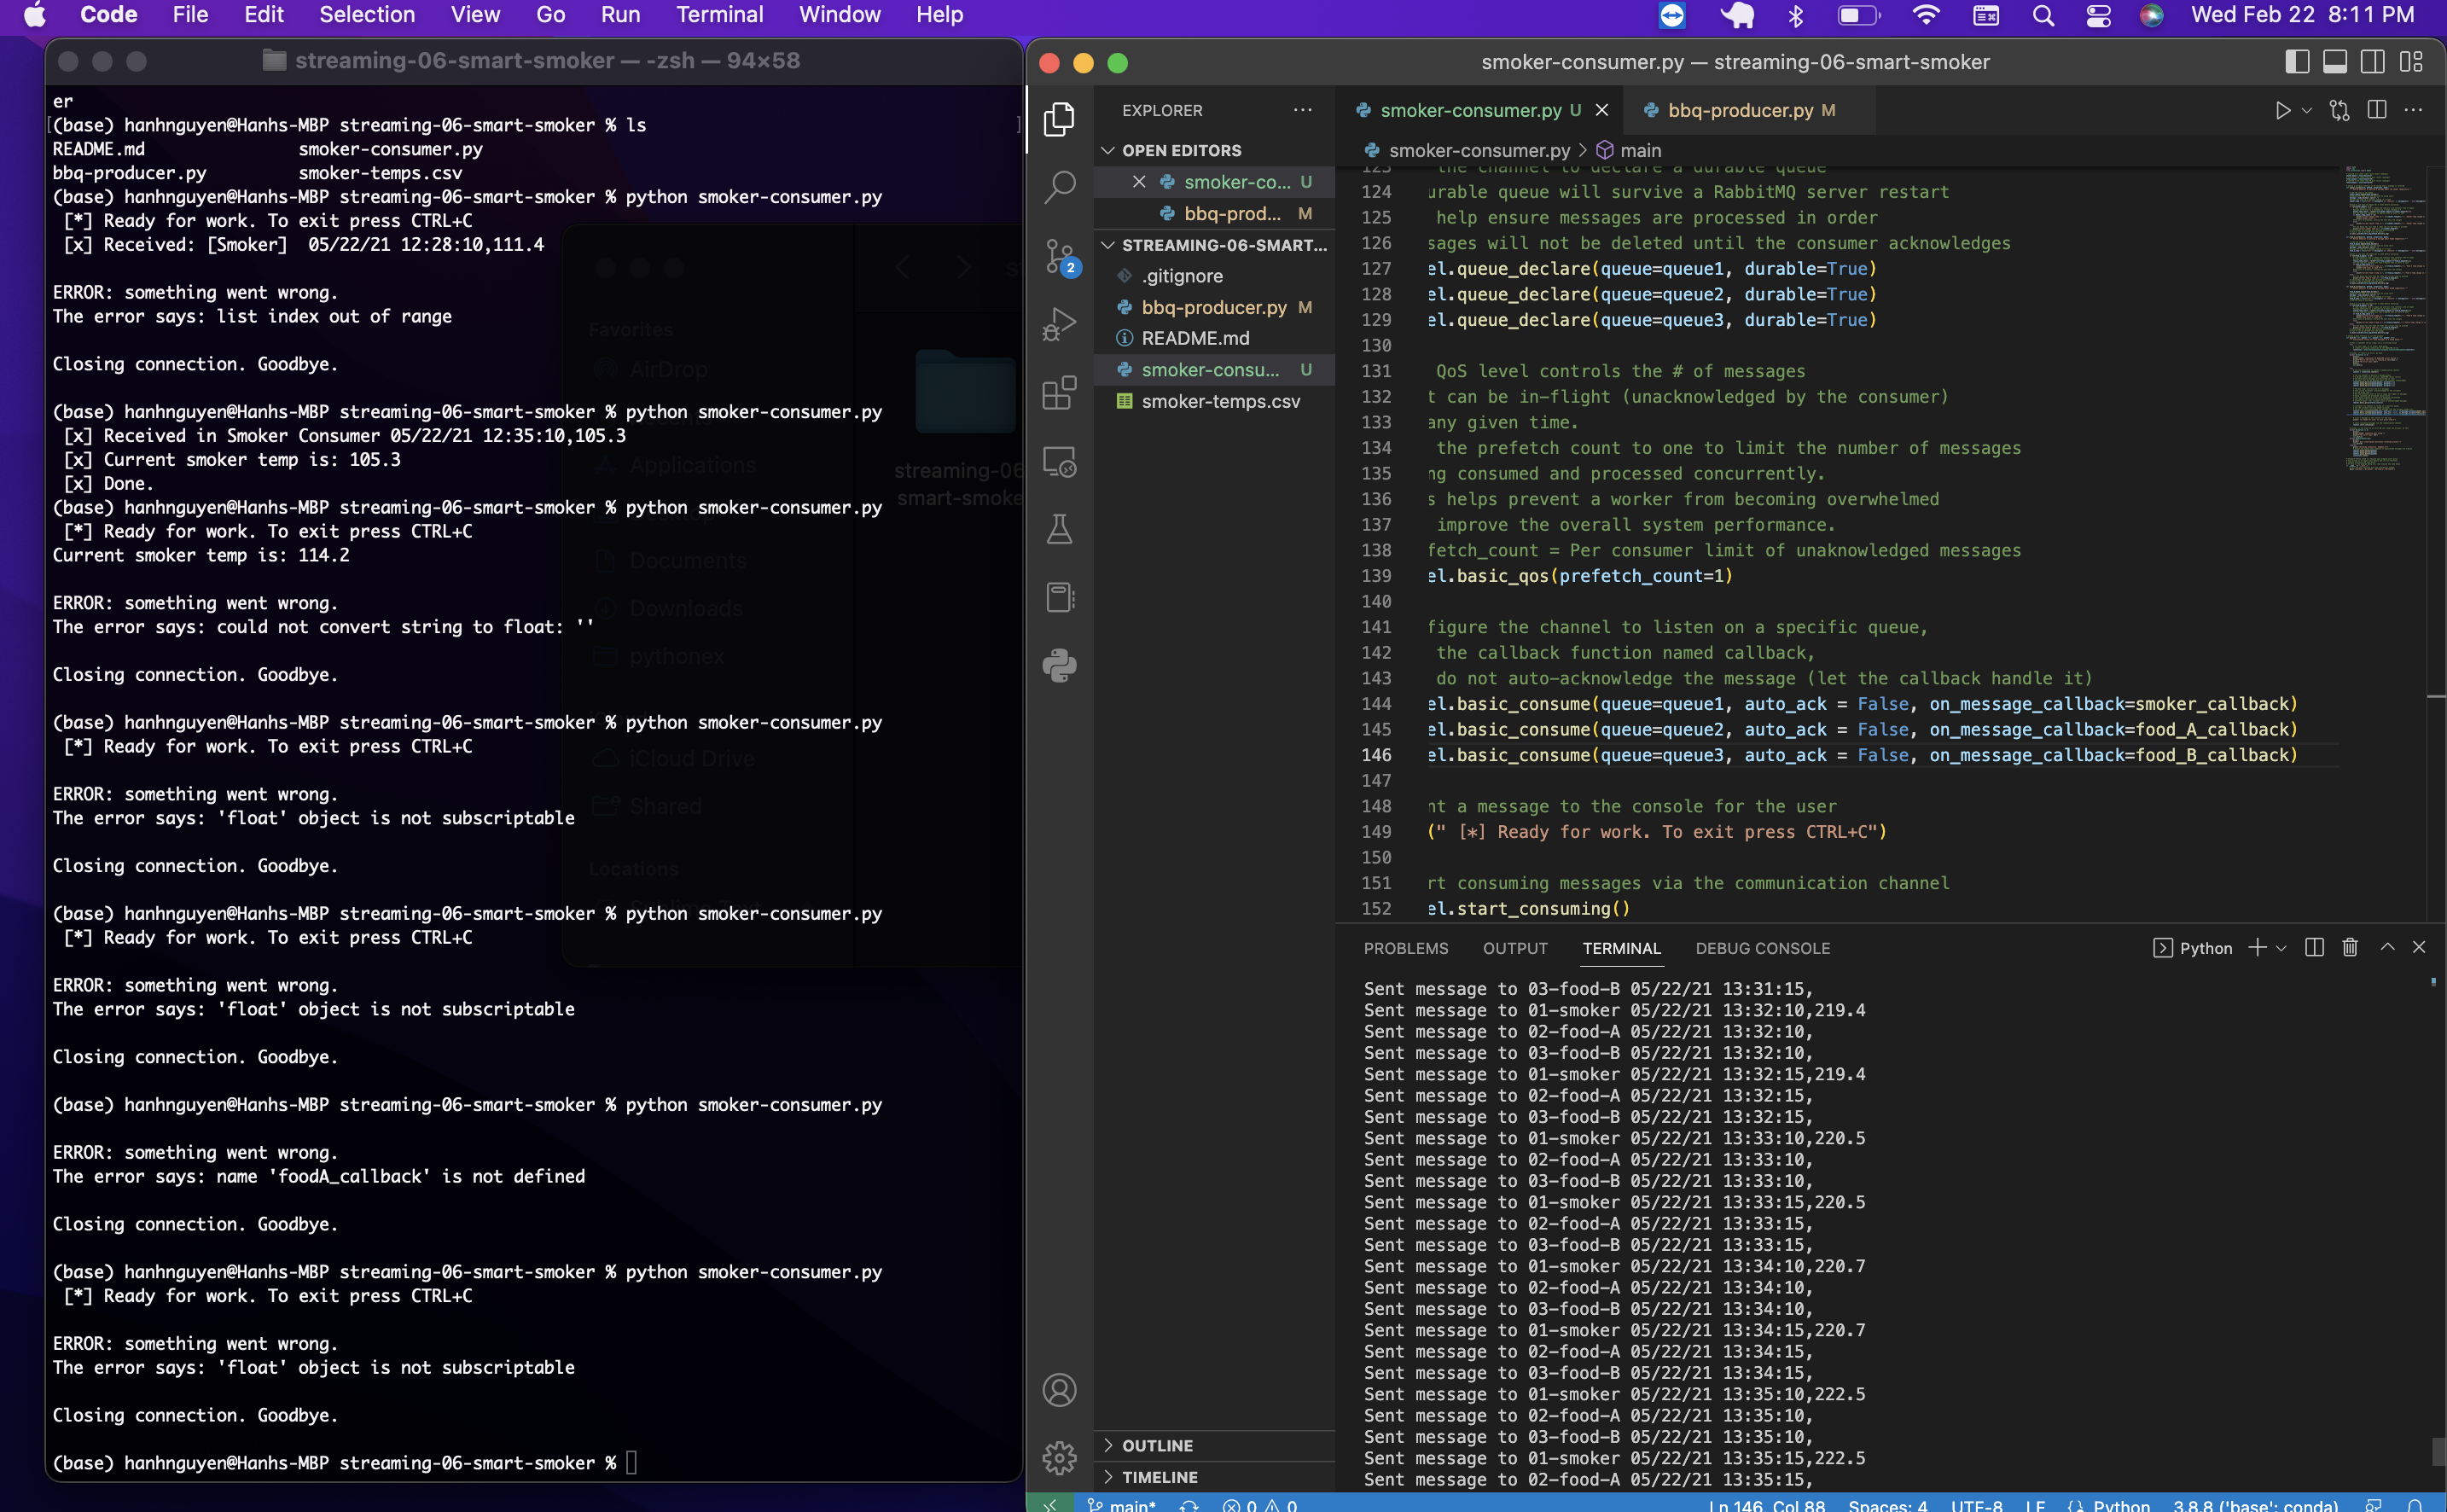 Code File Edit Selection View Go Run Terminal Window Help Wed Feb 22 8:11 PM
streaming-06-smart-smoker — -zsh — 94×58
er
(base) hanhnguyen@Hanhs-MBP streaming-06-smart-smoker % ls
README.md smoker-consumer.py
bbq-producer.py smoker-temps.csv
(base) hanhnguyen@Hanhs-MBP streaming-06-smart-smoker % python smoker-consumer.py
[*] Ready for work. To exit press CTRL+C
[x] Received: [Smoker] 05/22/21 12:28:10,111.4
ERROR: something went wrong.
The error says: list index out of range
Closing connection. Goodbye.
(base) hanhnguyen@Hanhs-MBP streaming-06-smart-smoker % python smoker-consumer.py
[x] Received in Smoker Consumer 05/22/21 12:35:10,105.3
[x] Current smoker temp is: 105.3
[x] Done.
(base) hanhnguyen@Hanhs-MBP streaming-06-smart-smoker % python smoker-consumer.py
[*] Ready for work. To exit press CTRL+C
Current smoker temp is: 114.2
ERROR: something went wrong.
The error says: could not convert string to float: ''
Closing connection. Goodbye.
(base) hanhnguyen@Hanhs-MBP streaming-06-smart-smoker % python smoker-consumer.py
[*] Ready for work. To exit press CTRL+C
ERROR: something went wrong.
The error says: 'float' object is not subscriptable
Closing connection. Goodbye.
(base) hanhnguyen@Hanhs-MBP streaming-06-smart-smoker % python smoker-consumer.py
[*] Ready for work. To exit press CTRL+C
ERROR: something went wrong.
The error says: 'float' object is not subscriptable
Closing connection. Goodbye.
(base) hanhnguyen@Hanhs-MBP streaming-06-smart-smoker % python smoker-consumer.py
ERROR: something went wrong.
The error says: name 'foodA_callback' is not defined
Closing connection. Goodbye.
(base) hanhnguyen@Hanhs-MBP streaming-06-smart-smoker % python smoker-consumer.py
[*] Ready for work. To exit press CTRL+C
ERROR: something went wrong.
The error says: 'float' object is not subscriptable
Closing connection. Goodbye.
(base) hanhnguyen@Hanhs-MBP streaming-06-smart-smoker %
Favorites
AirDrop
Applications
Documents
Downloads
pythonex
iCloud Drive
Shared
Locations
streaming-06
smart-smoke
smoker-consumer.py — streaming-06-smart-smoker
EXPLORER
OPEN EDITORS
smoker-co... U
bbq-prod... M
STREAMING-06-SMART...
.gitignore
bbq-producer.py M
README.md
smoker-consu... U
smoker-temps.csv
OUTLINE
TIMELINE
2
smoker-consumer.py U bbq-producer.py M
smoker-consumer.py > main
123 the channel to declare a durable queue
124 urable queue will survive a RabbitMQ server restart
125 help ensure messages are processed in order
126 sages will not be deleted until the consumer acknowledges
127 el.queue_declare(queue=queue1, durable=True)
128 el.queue_declare(queue=queue2, durable=True)
129 el.queue_declare(queue=queue3, durable=True)
130
131 QoS level controls the # of messages
132 t can be in-flight (unacknowledged by the consumer)
133 any given time.
134 the prefetch count to one to limit the number of messages
135 ng consumed and processed concurrently.
136 s helps prevent a worker from becoming overwhelmed
137 improve the overall system performance.
138 fetch_count = Per consumer limit of unaknowledged messages
139 el.basic_qos(prefetch_count=1)
140
141 figure the channel to listen on a specific queue,
142 the callback function named callback,
143 do not auto-acknowledge the message (let the callback handle it)
144 el.basic_consume(queue=queue1, auto_ack = False, on_message_callback=smoker_callback)
145 el.basic_consume(queue=queue2, auto_ack = False, on_message_callback=food_A_callback)
146 el.basic_consume(queue=queue3, auto_ack = False, on_message_callback=food_B_callback)
147
148 nt a message to the console for the user
149 (" [*] Ready for work. To exit press CTRL+C")
150
151 rt consuming messages via the communication channel
152 el.start_consuming()
PROBLEMS OUTPUT TERMINAL DEBUG CONSOLE Python
Sent message to 03-food-B 05/22/21 13:31:15,
Sent message to 01-smoker 05/22/21 13:32:10,219.4
Sent message to 02-food-A 05/22/21 13:32:10,
Sent message to 03-food-B 05/22/21 13:32:10,
Sent message to 01-smoker 05/22/21 13:32:15,219.4
Sent message to 02-food-A 05/22/21 13:32:15,
Sent message to 03-food-B 05/22/21 13:32:15,
Sent message to 01-smoker 05/22/21 13:33:10,220.5
Sent message to 02-food-A 05/22/21 13:33:10,
Sent message to 03-food-B 05/22/21 13:33:10,
Sent message to 01-smoker 05/22/21 13:33:15,220.5
Sent message to 02-food-A 05/22/21 13:33:15,
Sent message to 03-food-B 05/22/21 13:33:15,
Sent message to 01-smoker 05/22/21 13:34:10,220.7
Sent message to 02-food-A 05/22/21 13:34:10,
Sent message to 03-food-B 05/22/21 13:34:10,
Sent message to 01-smoker 05/22/21 13:34:15,220.7
Sent message to 02-food-A 05/22/21 13:34:15,
Sent message to 03-food-B 05/22/21 13:34:15,
Sent message to 01-smoker 05/22/21 13:35:10,222.5
Sent message to 02-food-A 05/22/21 13:35:10,
Sent message to 03-food-B 05/22/21 13:35:10,
Sent message to 01-smoker 05/22/21 13:35:15,222.5
Sent message to 02-food-A 05/22/21 13:35:15,
main* 0 0 Ln 146, Col 88 Spaces: 4 UTF-8 LF Python 3.8.8 ('base': conda)